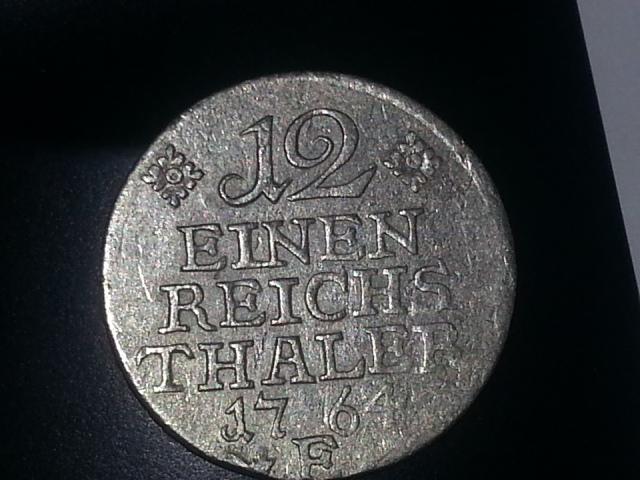 12
EINEN
REICHS
THALER
1764
F